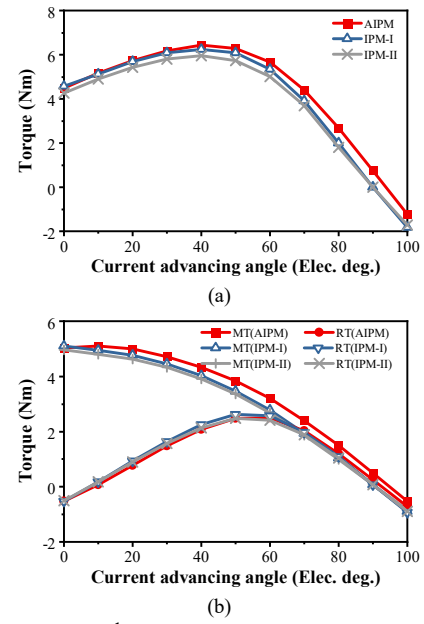 8
AIPM
IPM-I
IPM-II
6
4
2
0
-2
Torque (Nm)
0 20 40 60 80 100
Current advancing angle (Elec. deg.)
(a)
6
MT(AIPM) RT(AIPM)
MT(IPM-I) RT(IPM-I)
MT(IPM-II) RT(IPM-II)
4
2
0
-2
Torque (Nm)
0 20 40 60 80 100
Current advancing angle (Elec. deg.)
(b)